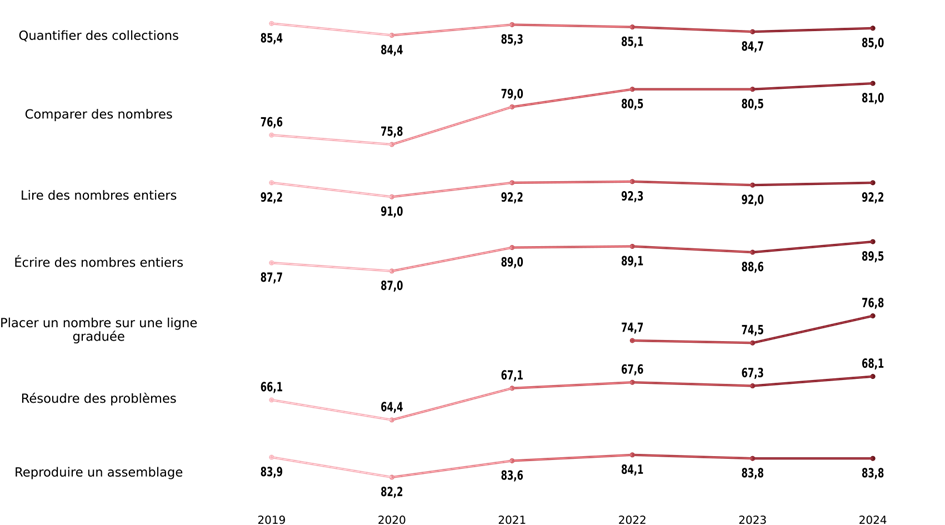 Quantifier des collections
85,4 84,4 85,3 85,1 84,7 85,0
Comparer des nombres
76,6 75,8 79,0 80,5 80,5 81,0
Lire des nombres entiers
92,2 91,0 92,2 92,3 92,0 92,2
Écrire des nombres entiers
87,7 87,0 89,0 89,1 88,6 89,5
Placer un nombre sur une ligne
graduée
74,7 74,5 76,8
Résoudre des problèmes
66,1 64,4 67,1 67,6 67,3 68,1
Reproduire un assemblage
83,9 82,2 83,6 84,1 83,8 83,8
2019 2020 2021 2022 2023 2024